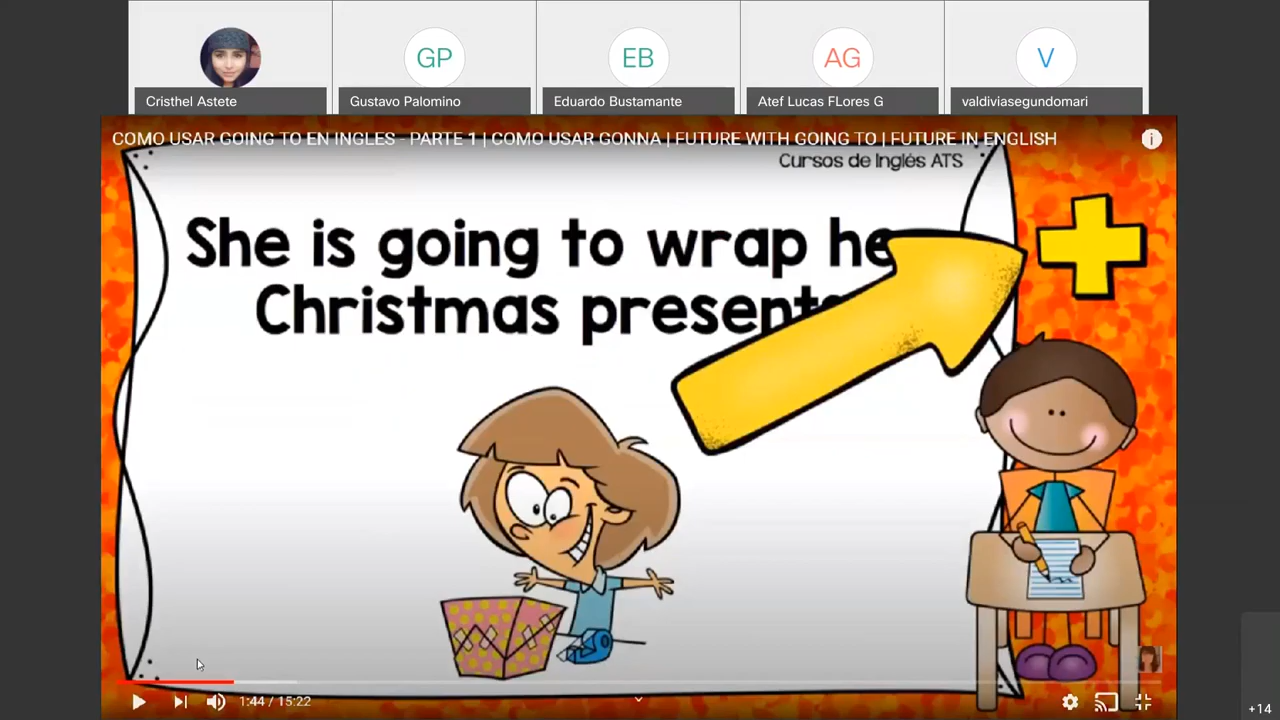 GP
EB
AG
V
Cristhel Astete
Gustavo Palomino
Eduardo Bustamante
Atef Lucas FLores G
valdiviasegundomari
COMO USAR GOING TO EN INGLES - PARTE 1 | COMO USAR GONNA | FUTURE WITH GOING TO | FUTURE IN ENGLISH
Cursos de Inglés ATS
She is going to wrap
Christmas
1:44 / 15:22
+14